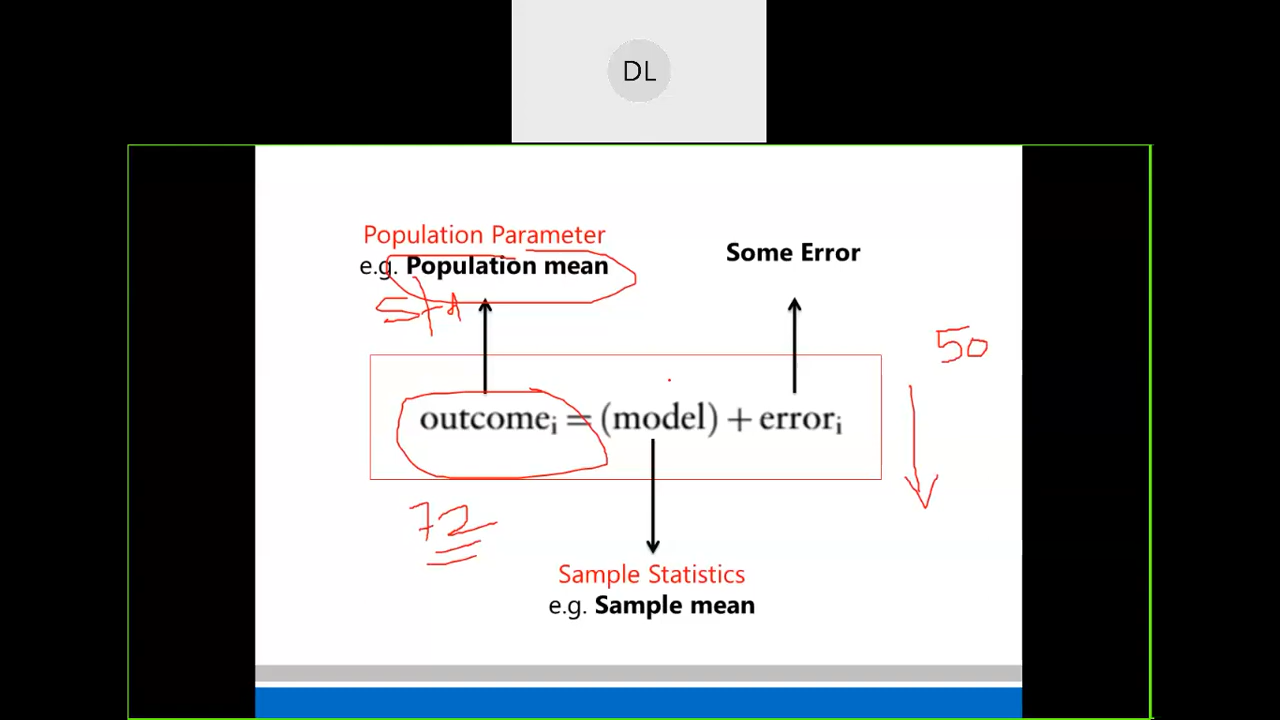 DL
Population Parameter
e.g. Population mean
Some Error
50
outcomeᵢ = (model) + errorᵢ
72
Sample Statistics
e.g. Sample mean